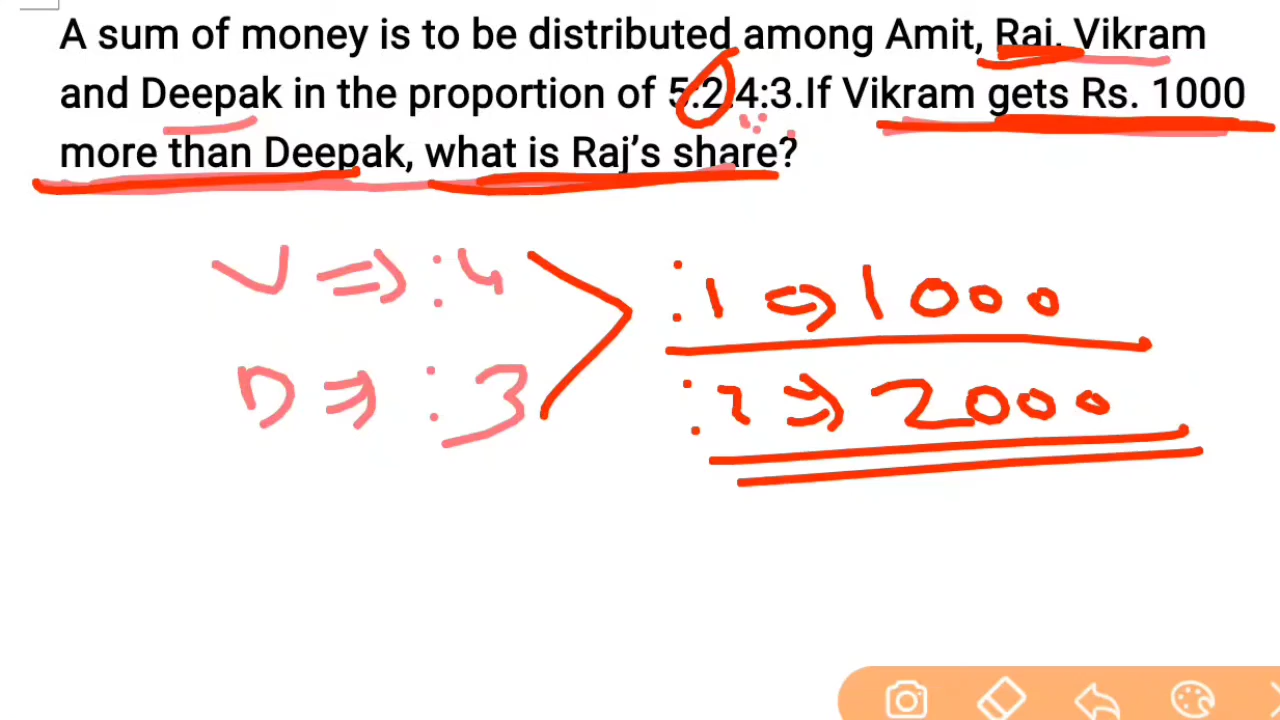 A sum of money is to be distributed among Amit, Raj, Vikram
and Deepak in the proportion of 5:2:4:3.If Vikram gets Rs. 1000
more than Deepak, what is Raj's share?
V ⇒ :4
:1 ⇒ 1000
D ⇒ :3
:2 ⇒ 2000